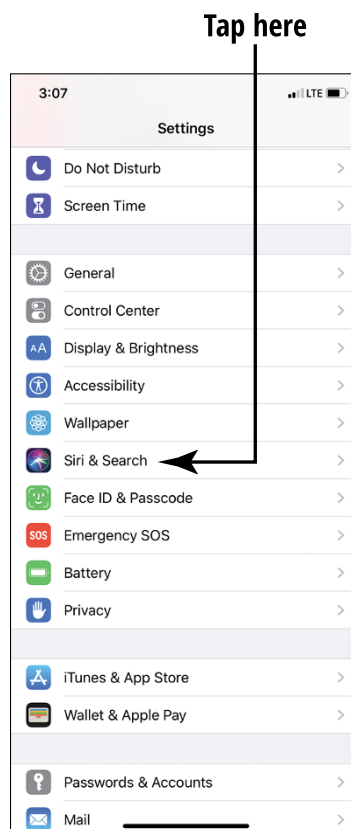 Tap here
3:07 LTE
Settings
Do Not Disturb
Screen Time
General
Control Center
AA Display & Brightness
Accessibility
Wallpaper
Siri & Search
Face ID & Passcode
SOS Emergency SOS
Battery
Privacy
iTunes & App Store
Wallet & Apple Pay
Passwords & Accounts
Mail